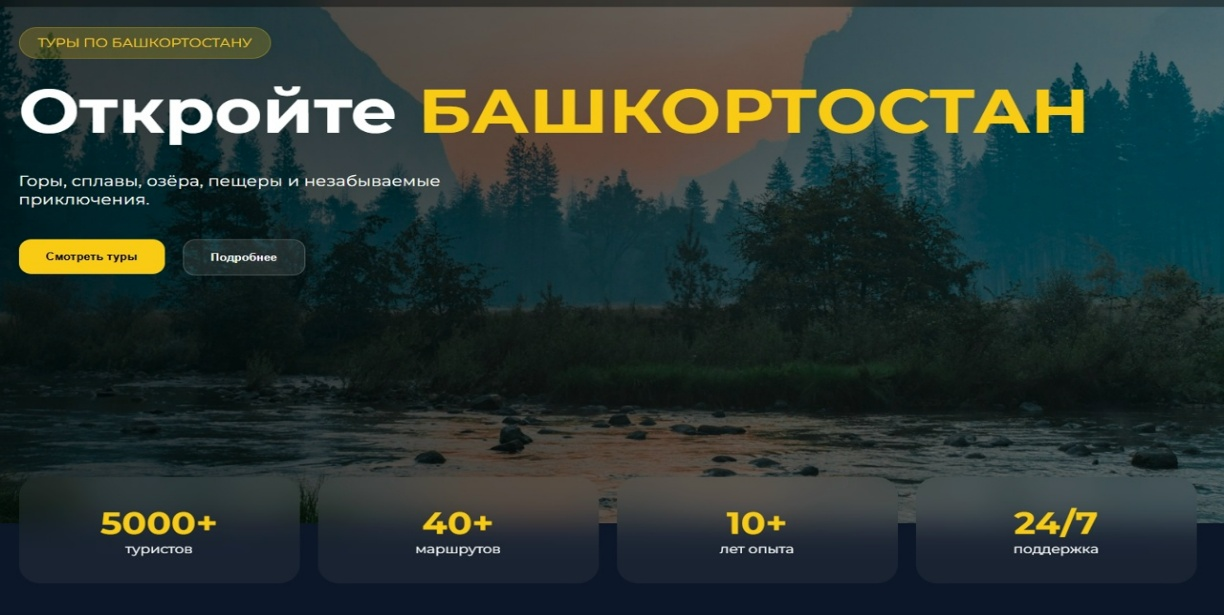 ТУРЫ ПО БАШКОРТОСТАНУ
Откройте БАШКОРТОСТАН
Горы, сплавы, озёра, пещеры и незабываемые
приключения.
Смотреть туры
Подробнее
5000+
туристов
40+
маршрутов
10+
лет опыта
24/7
поддержка